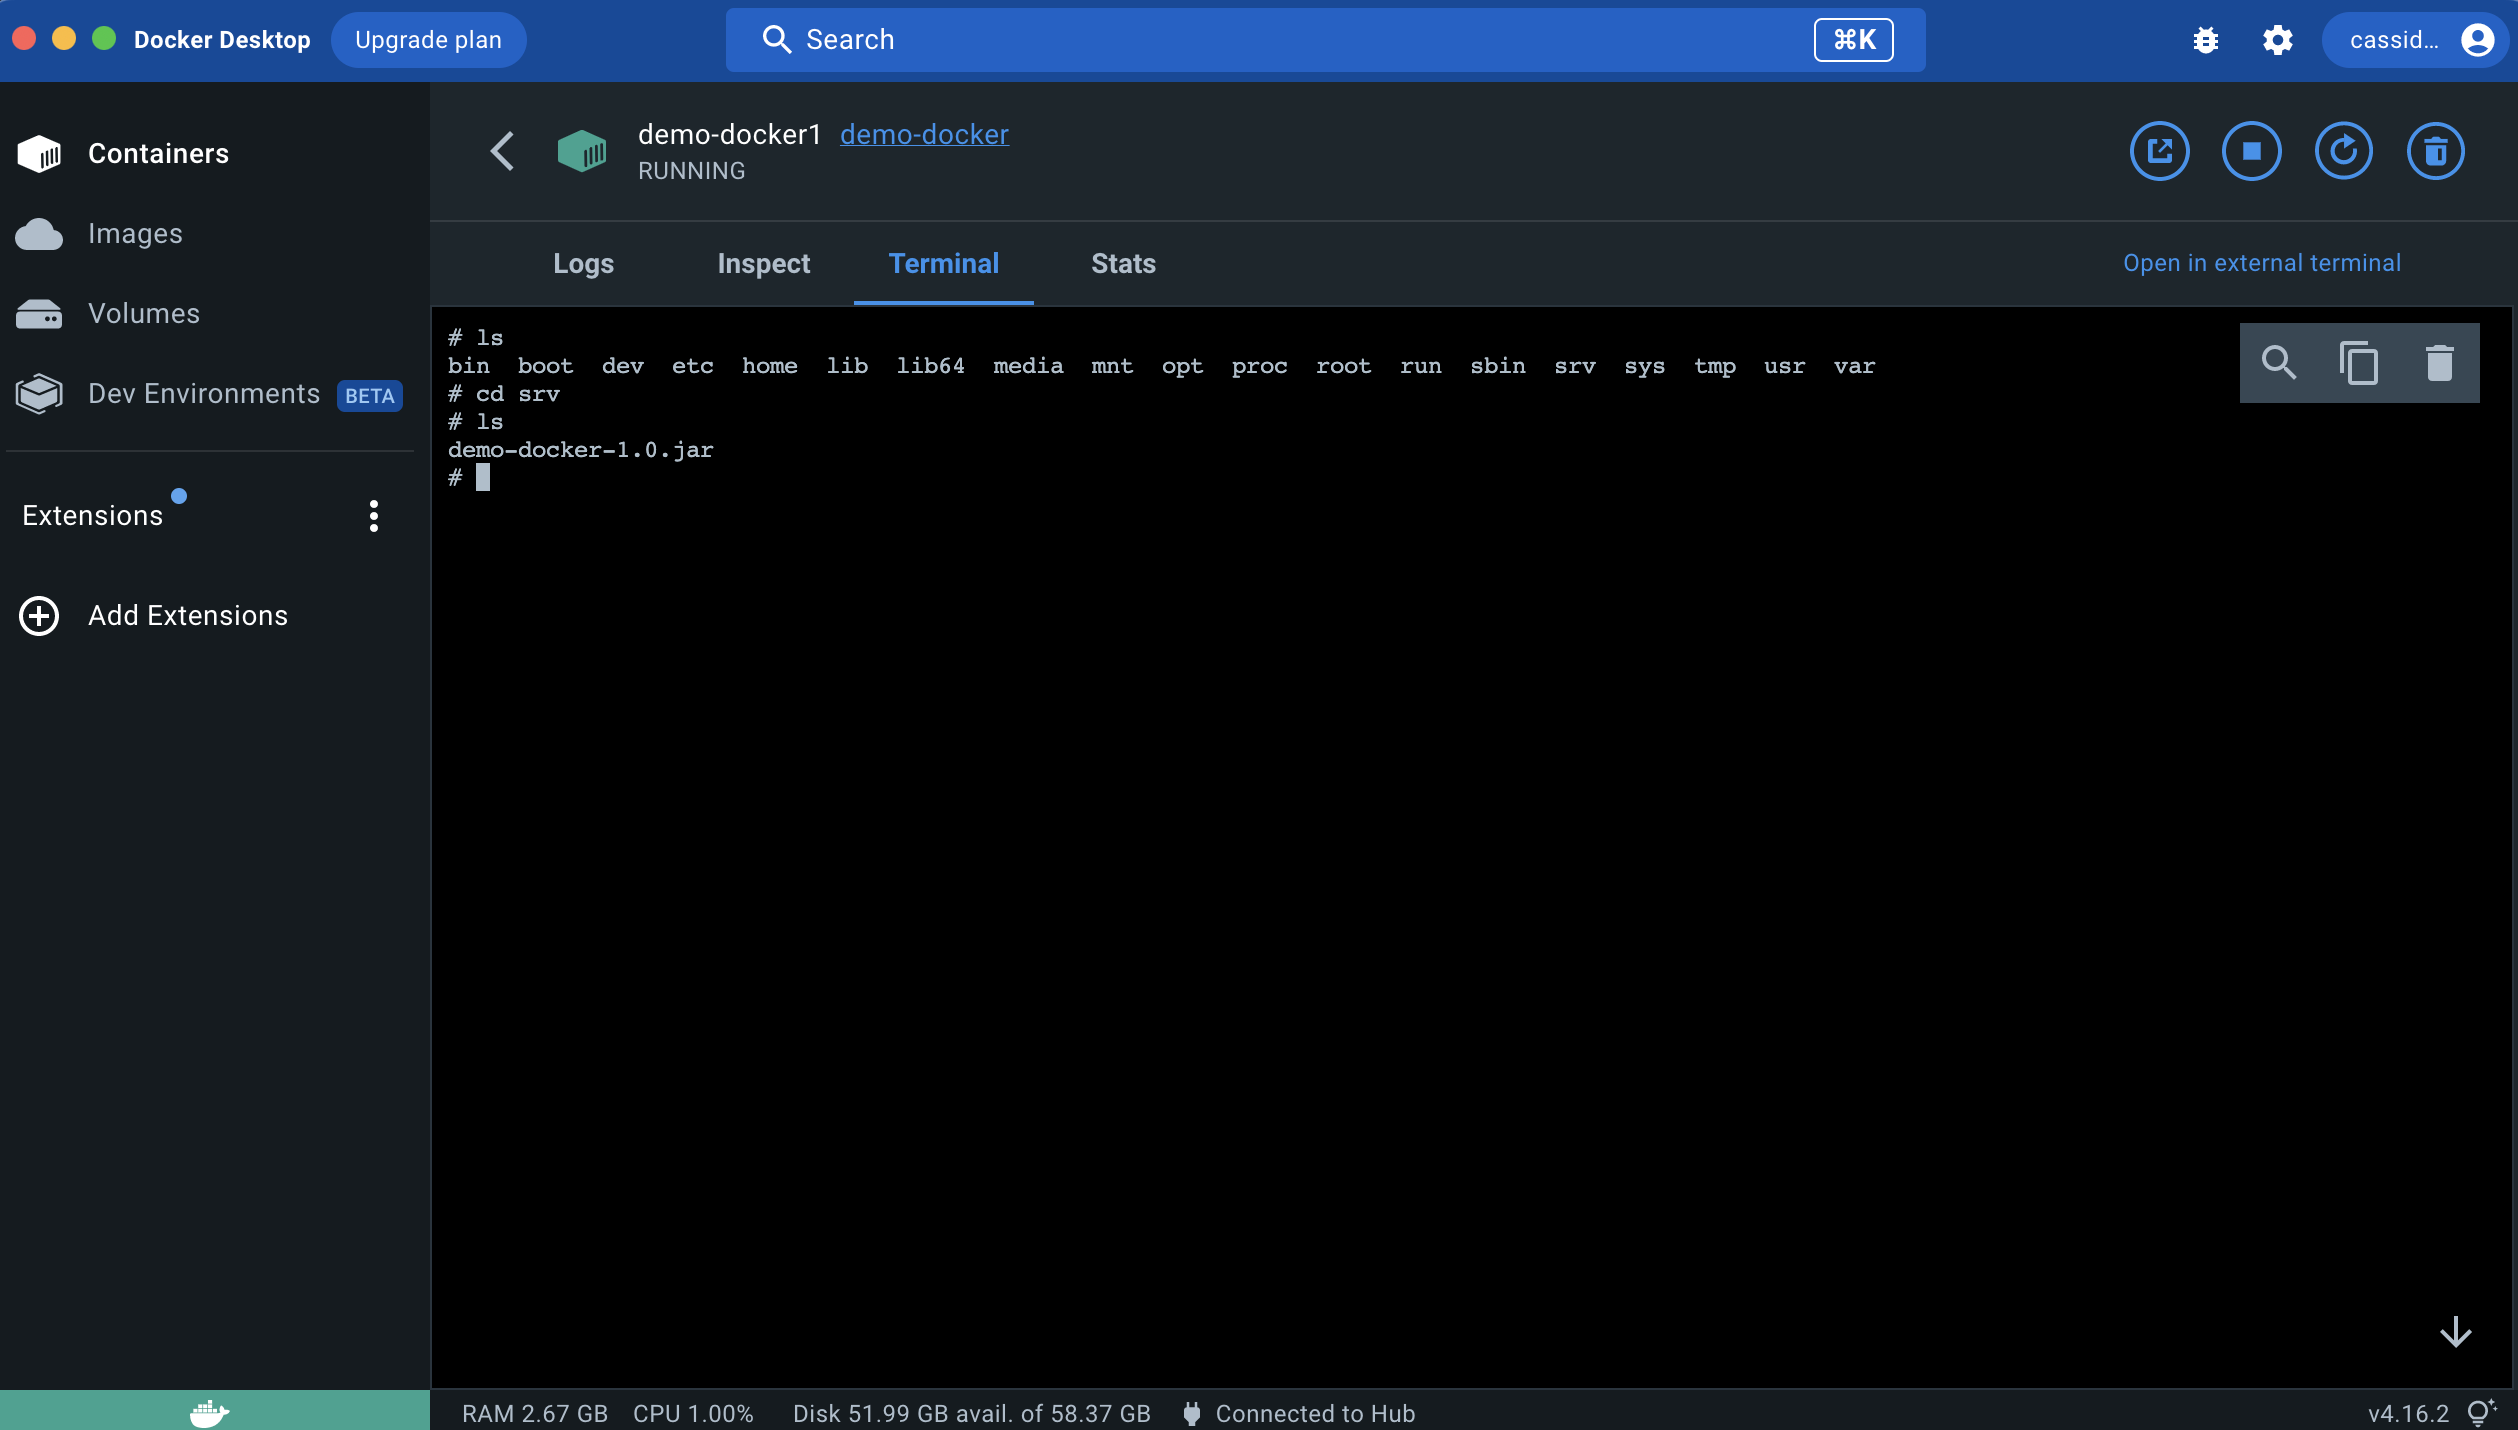 Docker Desktop
Upgrade plan
Search
⌘K
cassid...
Containers
Images
Volumes
Dev Environments BETA
Extensions
Add Extensions
demo-docker1 demo-docker
RUNNING
Logs Inspect Terminal Stats
Open in external terminal
# ls
bin boot dev etc home lib lib64 media mnt opt proc root run sbin srv sys tmp usr var
# cd srv
# ls
demo-docker-1.0.jar
#
RAM 2.67 GB CPU 1.00% Disk 51.99 GB avail. of 58.37 GB Connected to Hub
v4.16.2